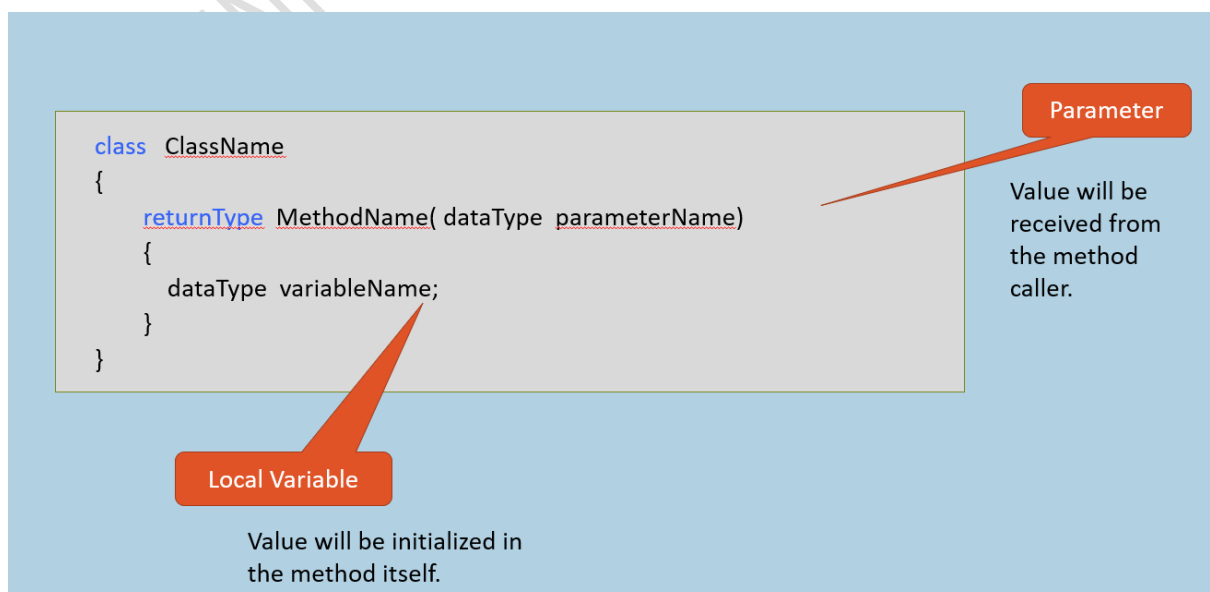 Parameter
class ClassName
{
returnType MethodName( dataType parameterName)
{
dataType variableName;
}
}
Value will be
received from
the method
caller.
Local Variable
Value will be initialized in
the method itself.